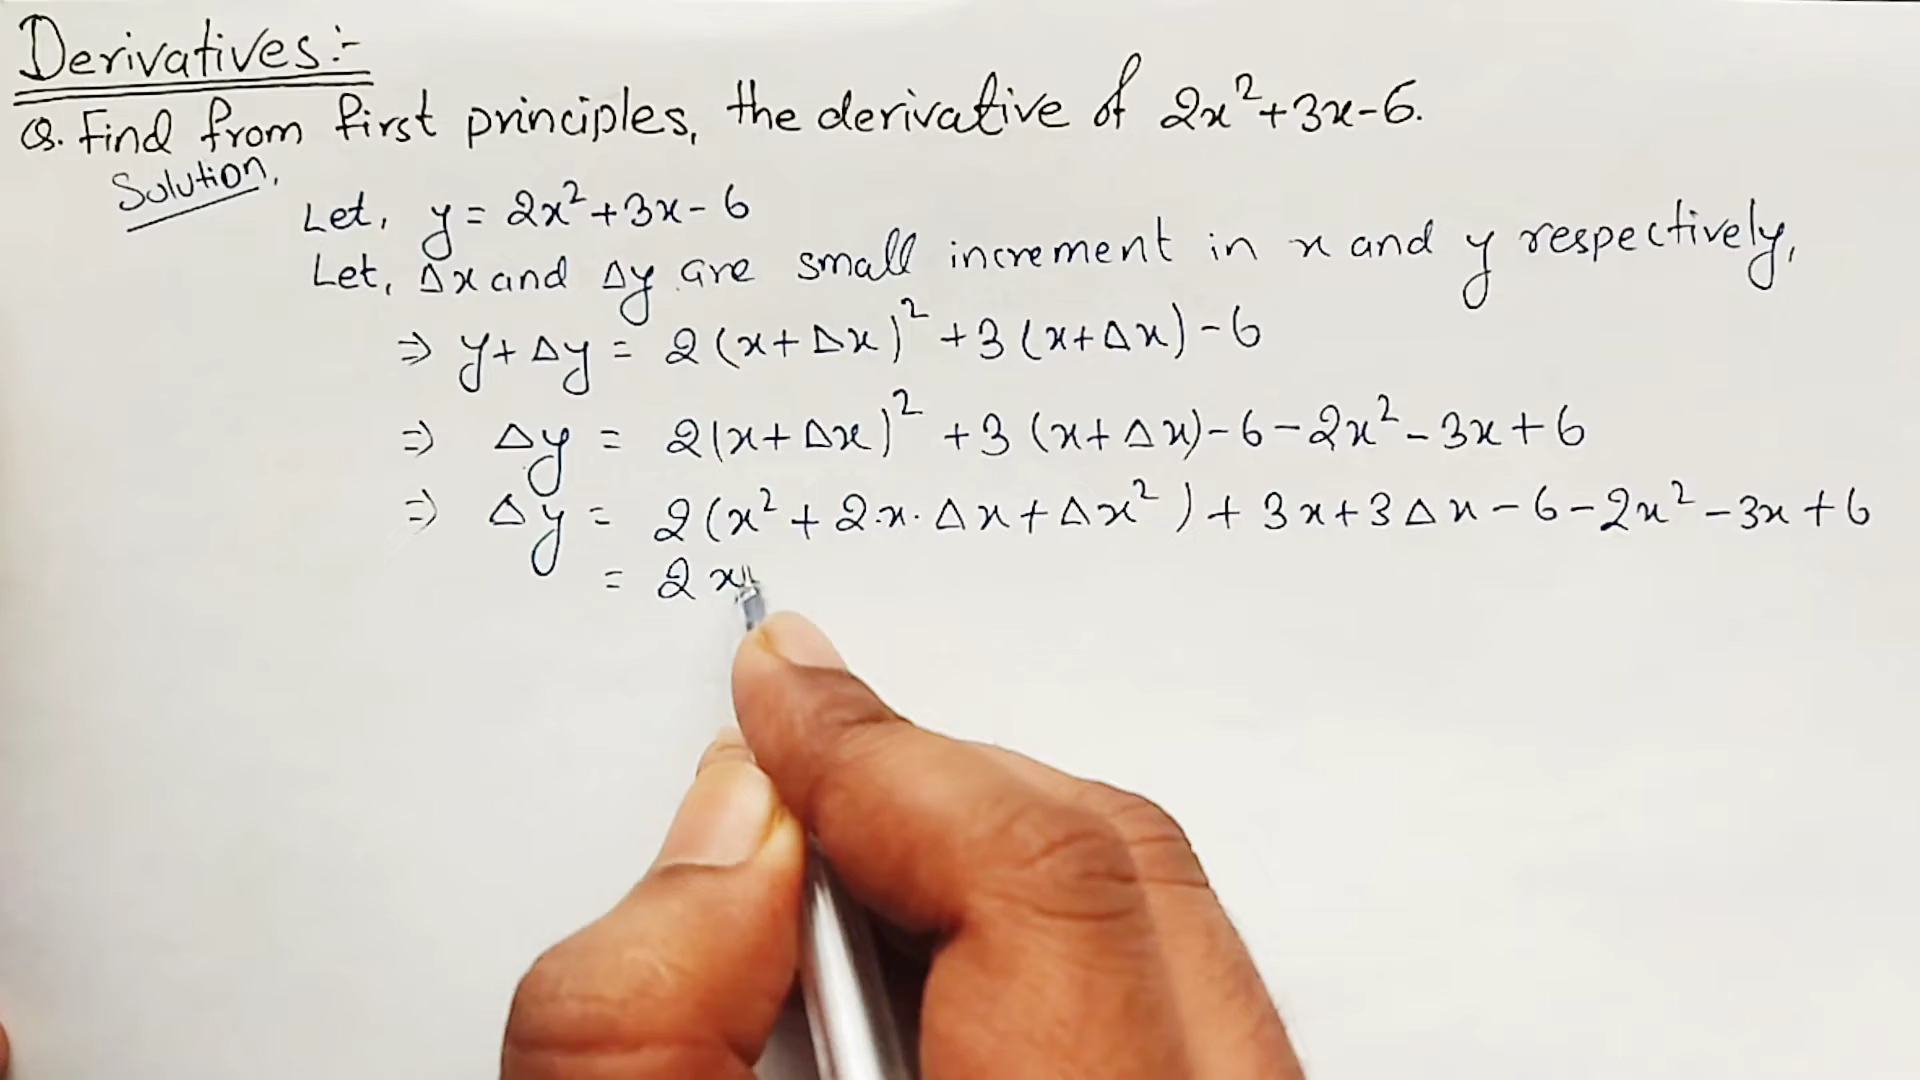 Derivatives:-
Q. Find from first principles, the derivative of 2x²+3x-6.
Solution,
Let, y = 2x²+3x-6
Let, Δx and Δy are small increment in x and y respectively,
⇒ y+Δy = 2(x+Δx)²+3(x+Δx)-6
⇒ Δy = 2(x+Δx)²+3(x+Δx)-6-2x²-3x+6
⇒ Δy = 2(x²+2·x·Δx+Δx²)+3x+3Δx-6-2x²-3x+6
= 2x